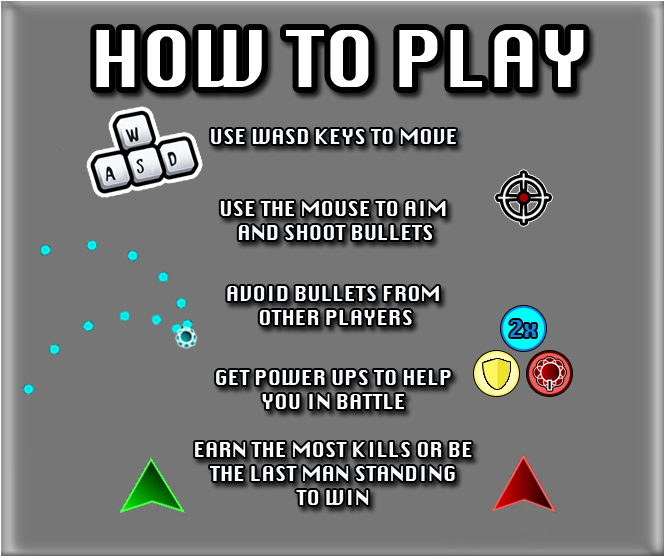 HOW TO PLAY
W
A S D
USE WASD KEYS TO MOVE
USE THE MOUSE TO AIM
AND SHOOT BULLETS
AVOID BULLETS FROM
OTHER PLAYERS
2x
GET POWER UPS TO HELP
YOU IN BATTLE
EARN THE MOST KILLS OR BE
THE LAST MAN STANDING
TO WIN